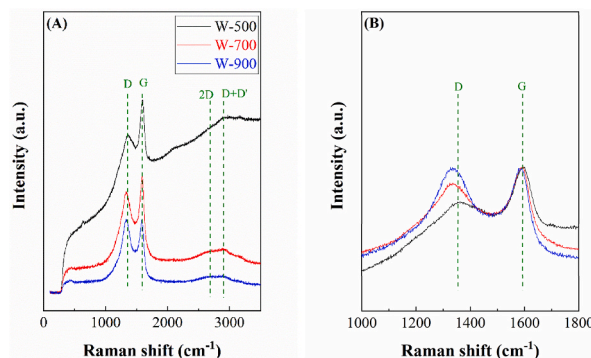 (A)
W-500
W-700
W-900
D
G
2D
D+D'
Intensity (a.u.)
1000
2000
3000
Raman shift (cm-1)
(B)
D
G
Intensity (a.u.)
1000
1200
1400
1600
1800
Raman shift (cm-1)